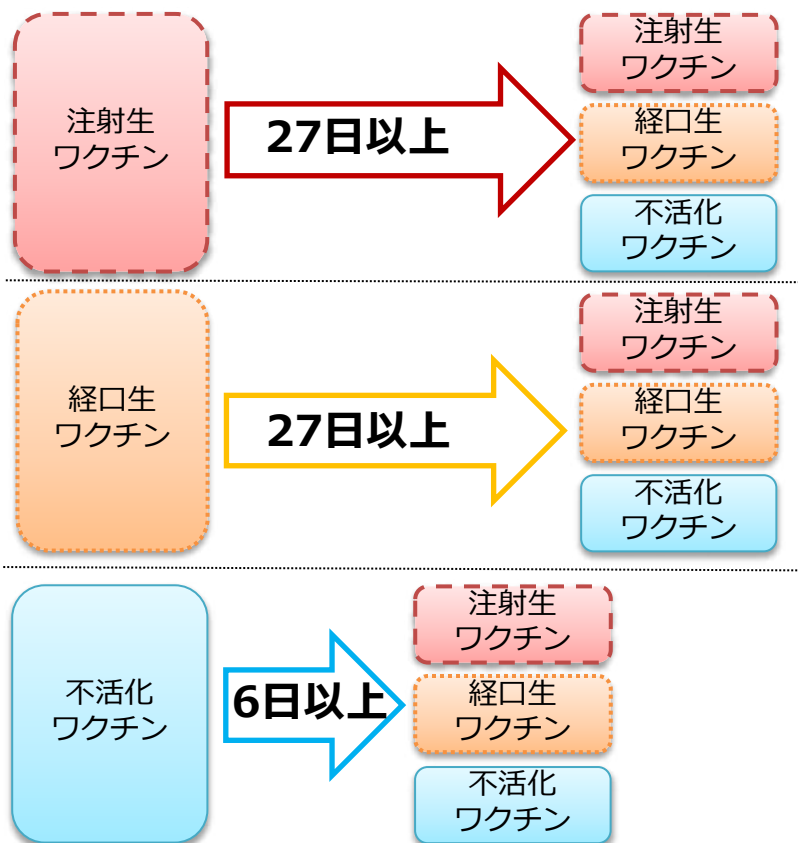 注射生
ワクチン
27日以上
注射生
ワクチン
経口生
ワクチン
不活化
ワクチン
経口生
ワクチン
27日以上
注射生
ワクチン
経口生
ワクチン
不活化
ワクチン
不活化
ワクチン
6日以上
注射生
ワクチン
経口生
ワクチン
不活化
ワクチン